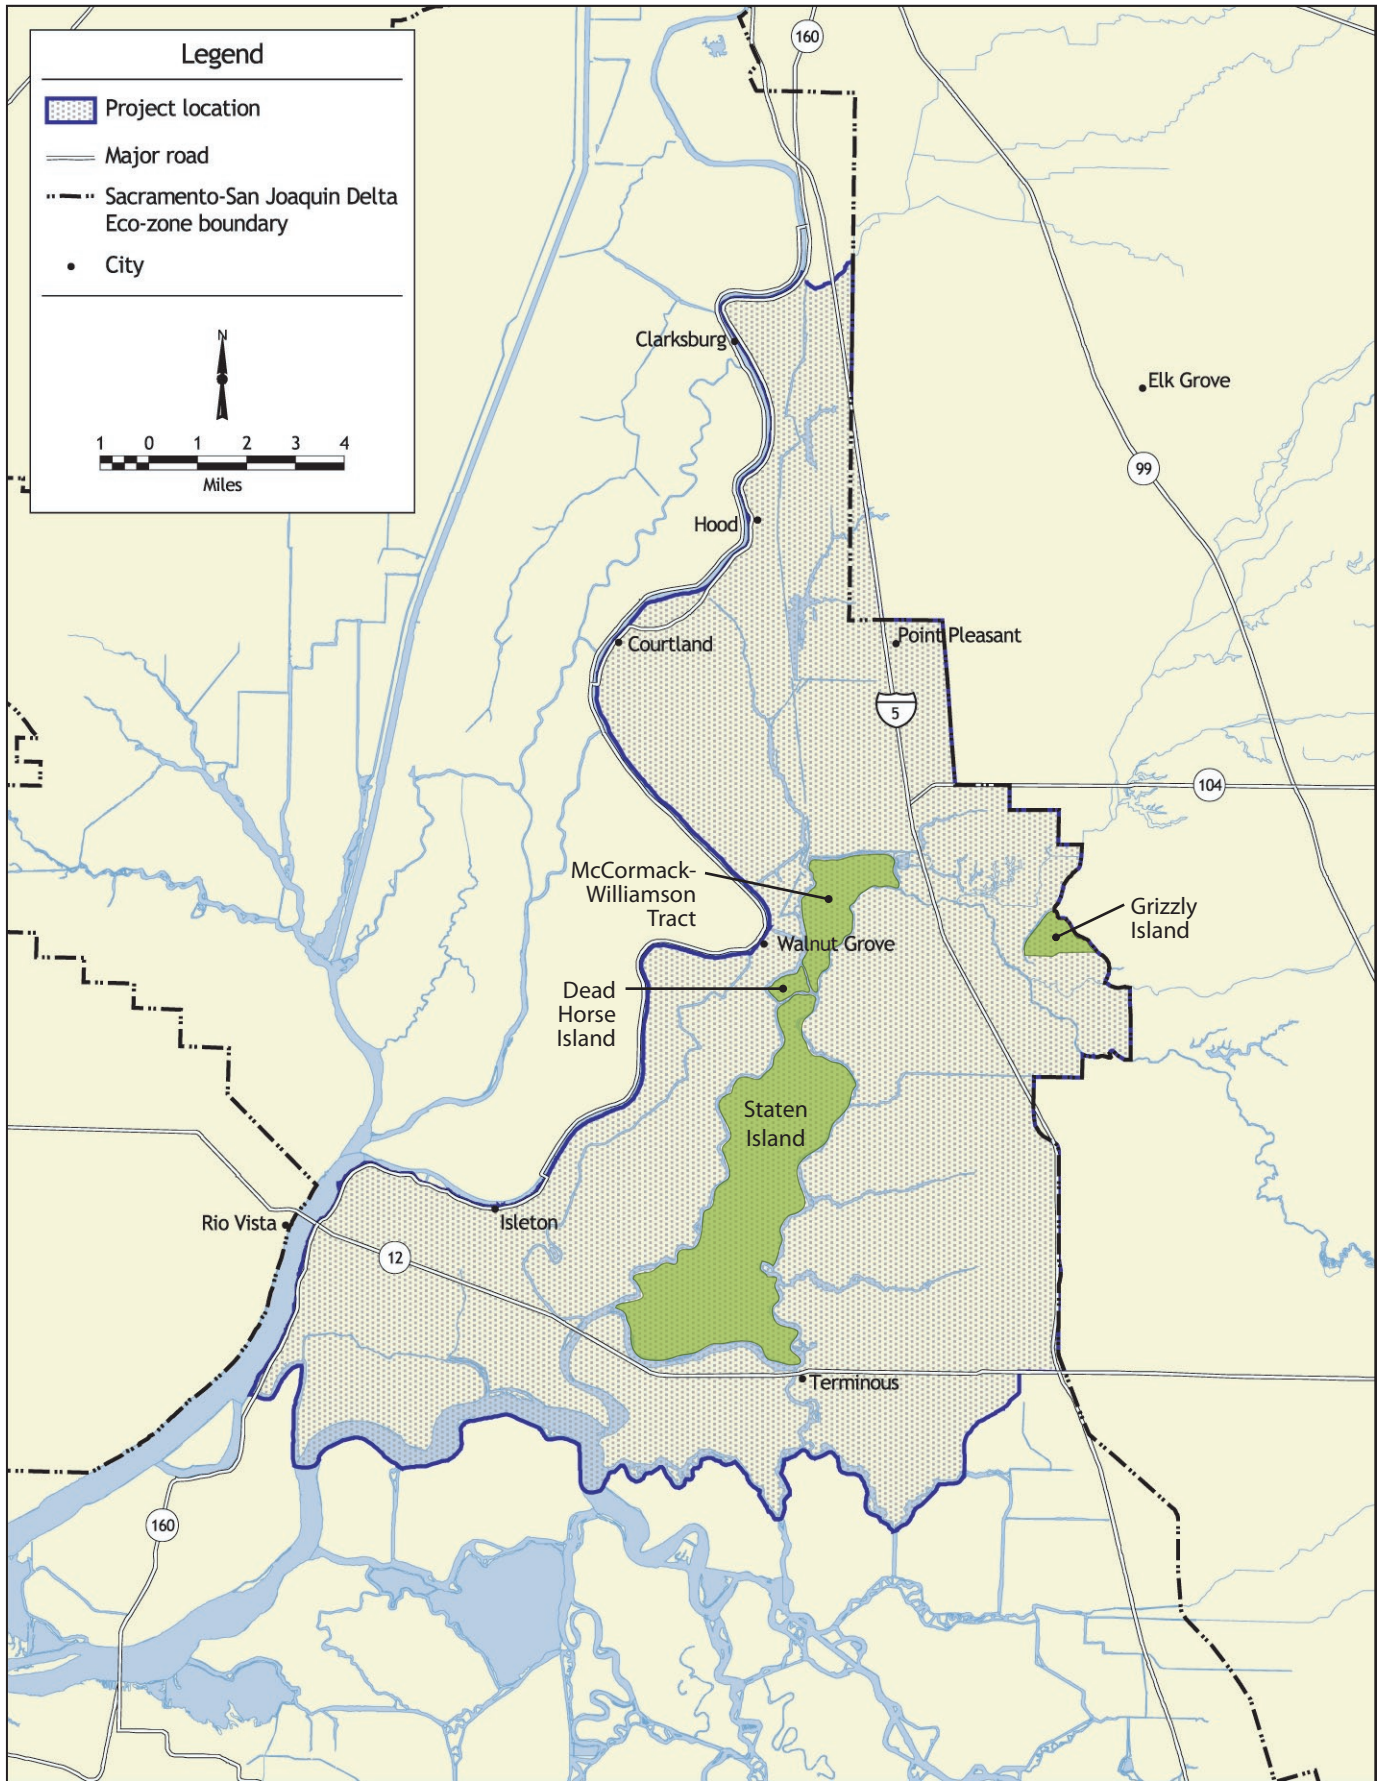 160
Legend
Project location
Major road
Sacramento-San Joaquin Delta
Eco-zone boundary
City
N
1 0 1 2 3 4
Miles
Clarksburg
Elk Grove
99
Hood
Point Pleasant
Courtland
5
104
McCormack-
Williamson
Tract
Grizzly
Island
Walnut Grove
Dead
Horse
Island
Staten
Island
Rio Vista
Isleton
12
Terminous
160